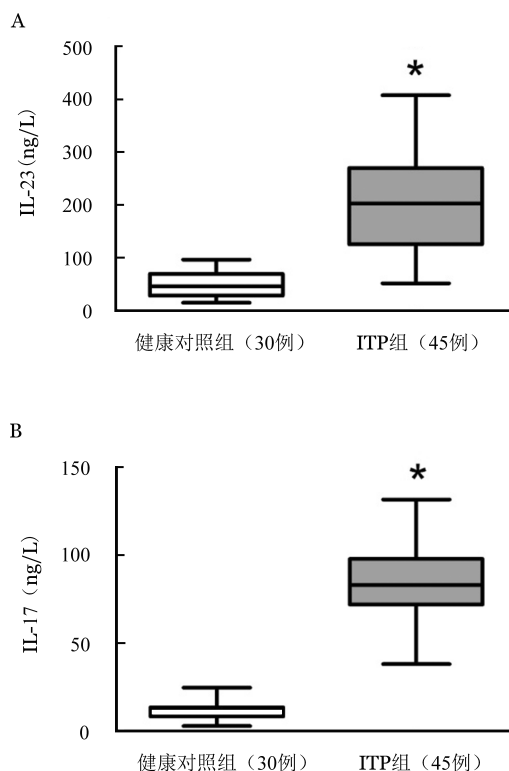 A
500
400
300
200
100
0
IL-23(ng/L)
*
健康对照组（30例）
ITP组（45例）
B
150
100
50
0
IL-17（ng/L）
*
健康对照组（30例）
ITP组（45例）